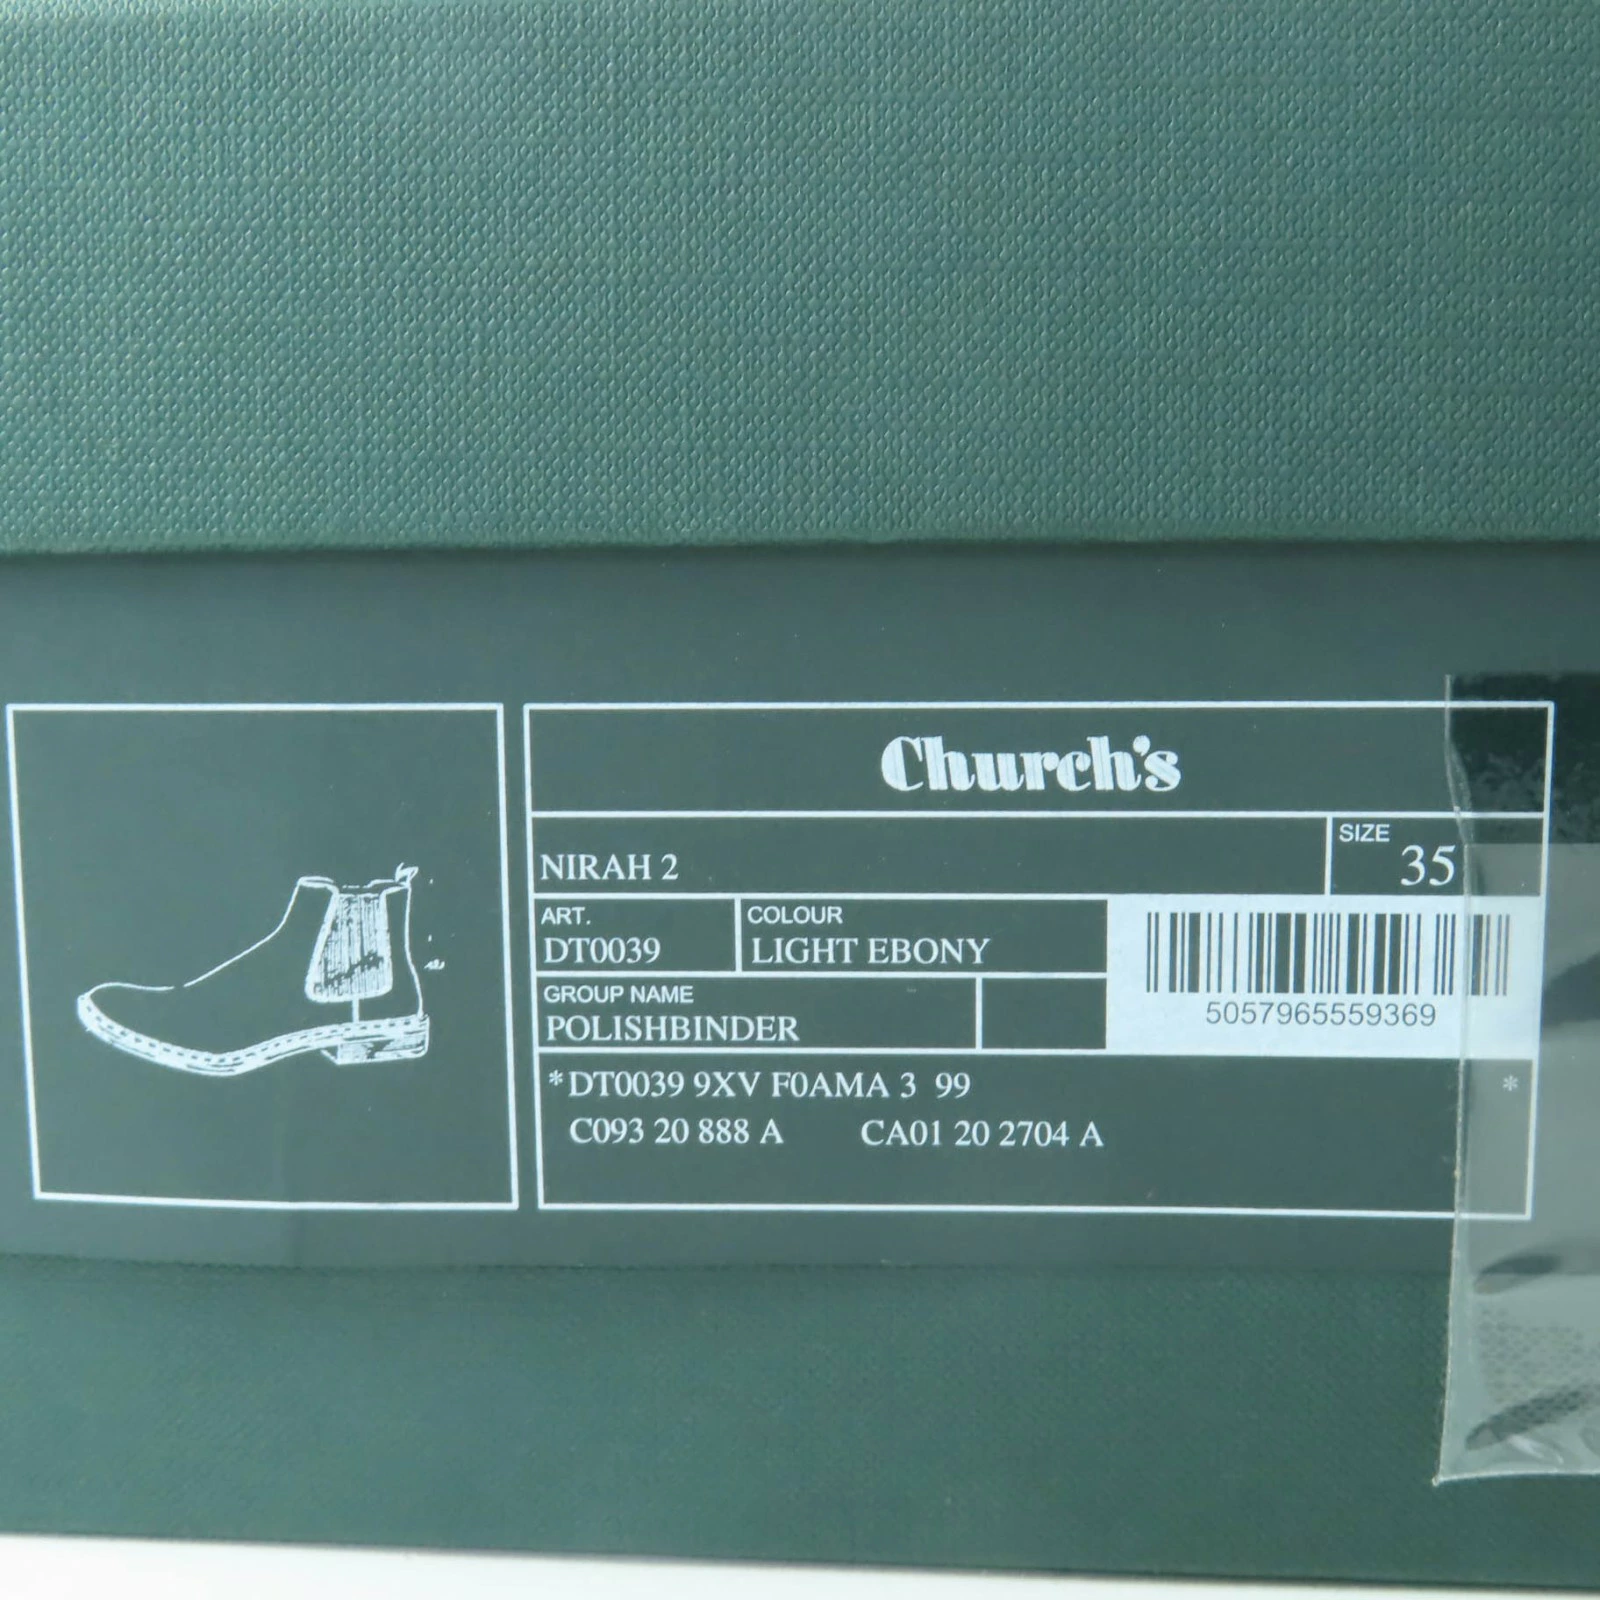 Church's
NIRAH 2
SIZE
35
ART.
DT0039
COLOUR
LIGHT EBONY
5057965559369
GROUP NAME
POLISHBINDER
*DT0039 9XV F0AMA 3 99 *
C093 20 888 A CA01 20 2704 A